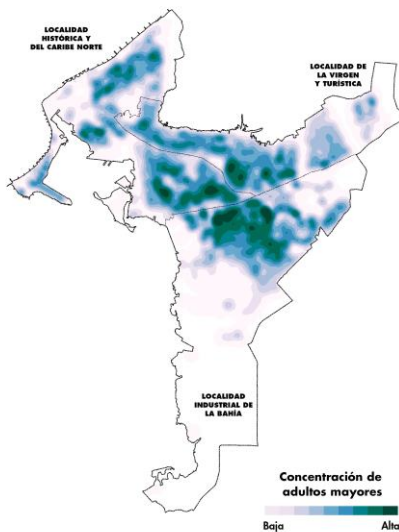 LOCALIDAD
HISTÓRICA Y
DEL CARIBE NORTE
LOCALIDAD DE
LA VIRGEN
Y TURÍSTICA
LOCALIDAD
INDUSTRIAL DE
LA BAHÍA
Concentración de
adultos mayores
Baja Alta